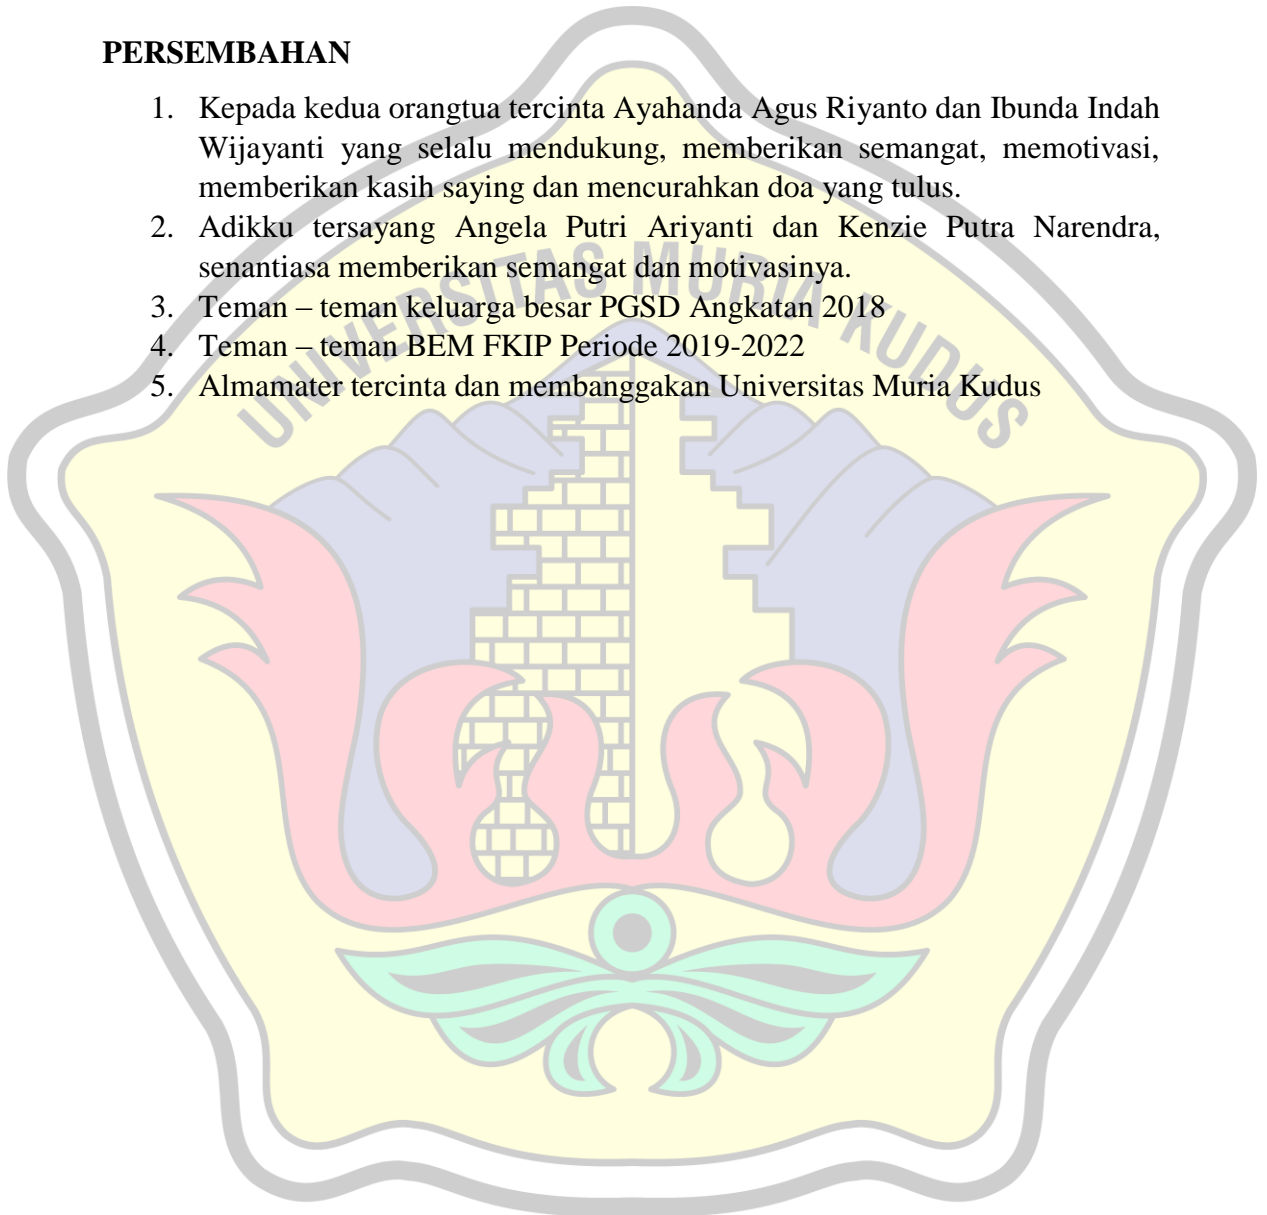 PERSEMBAHAN
1. Kepada kedua orangtua tercinta Ayahanda Agus Riyanto dan Ibunda Indah
Wijayanti yang selalu mendukung, memberikan semangat, memotivasi,
memberikan kasih saying dan mencurahkan doa yang tulus.
2. Adikku tersayang Angela Putri Ariyanti dan Kenzie Putra Narendra,
senantiasa memberikan semangat dan motivasinya.
3. Teman – teman keluarga besar PGSD Angkatan 2018
4. Teman – teman BEM FKIP Periode 2019-2022
5. Almamater tercinta dan membanggakan Universitas Muria Kudus
UNIVERSITAS MURIA KUDUS